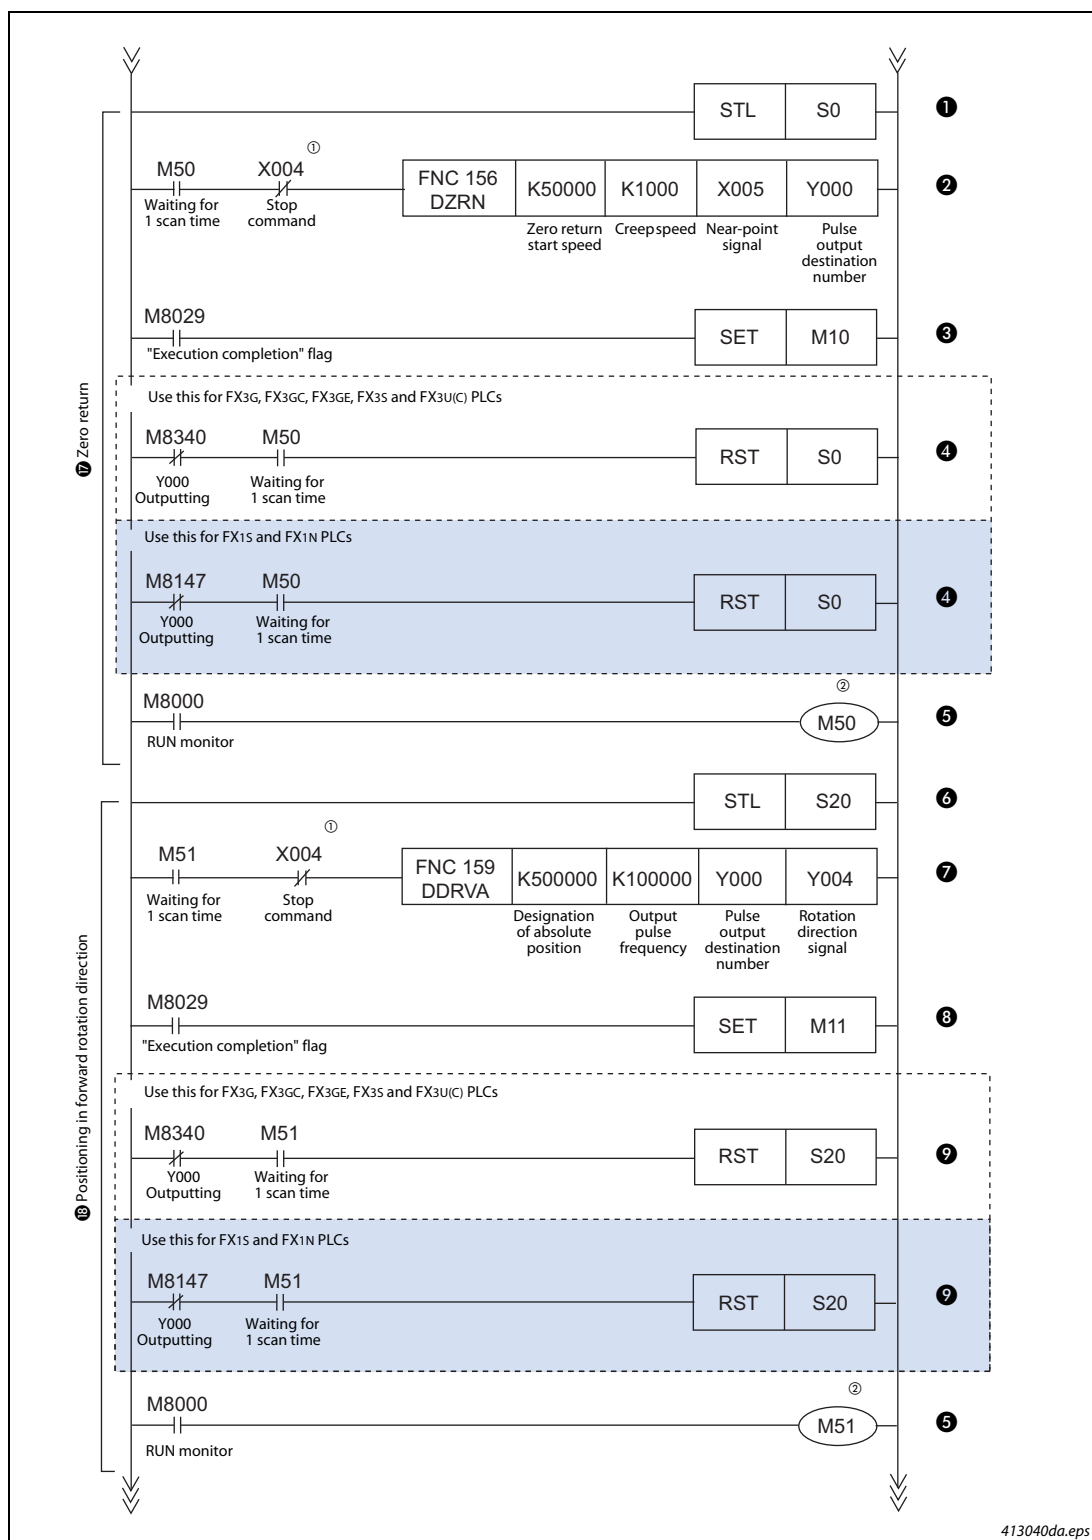 STL S0 ❶
①
M50 X004 FNC 156 DZRN K50000 K1000 X005 Y000 ❷
Waiting for 1 scan time
Stop command
Zero return start speed
Creep speed
Near-point signal
Pulse output destination number
M8029 SET M10 ❸
"Execution completion" flag
Use this for FX3G, FX3GC, FX3GE, FX3S and FX3U(C) PLCs
M8340 M50 RST S0 ❹
Y000 Outputting
Waiting for 1 scan time
Use this for FX1S and FX1N PLCs
M8147 M50 RST S0 ❹
Y000 Outputting
Waiting for 1 scan time
②
M8000 M50 ❺
RUN monitor
⓱ Zero return
STL S20 ❻
①
M51 X004 FNC 159 DDRVA K500000 K100000 Y000 Y004 ❼
Waiting for 1 scan time
Stop command
Designation of absolute position
Output pulse frequency
Pulse output destination number
Rotation direction signal
M8029 SET M11 ❽
"Execution completion" flag
Use this for FX3G, FX3GC, FX3GE, FX3S and FX3U(C) PLCs
M8340 M51 RST S20 ❾
Y000 Outputting
Waiting for 1 scan time
Use this for FX1S and FX1N PLCs
M8147 M51 RST S20 ❾
Y000 Outputting
Waiting for 1 scan time
②
M8000 M51 ❺
RUN monitor
⓲ Positioning in forward rotation direction
413040da.eps